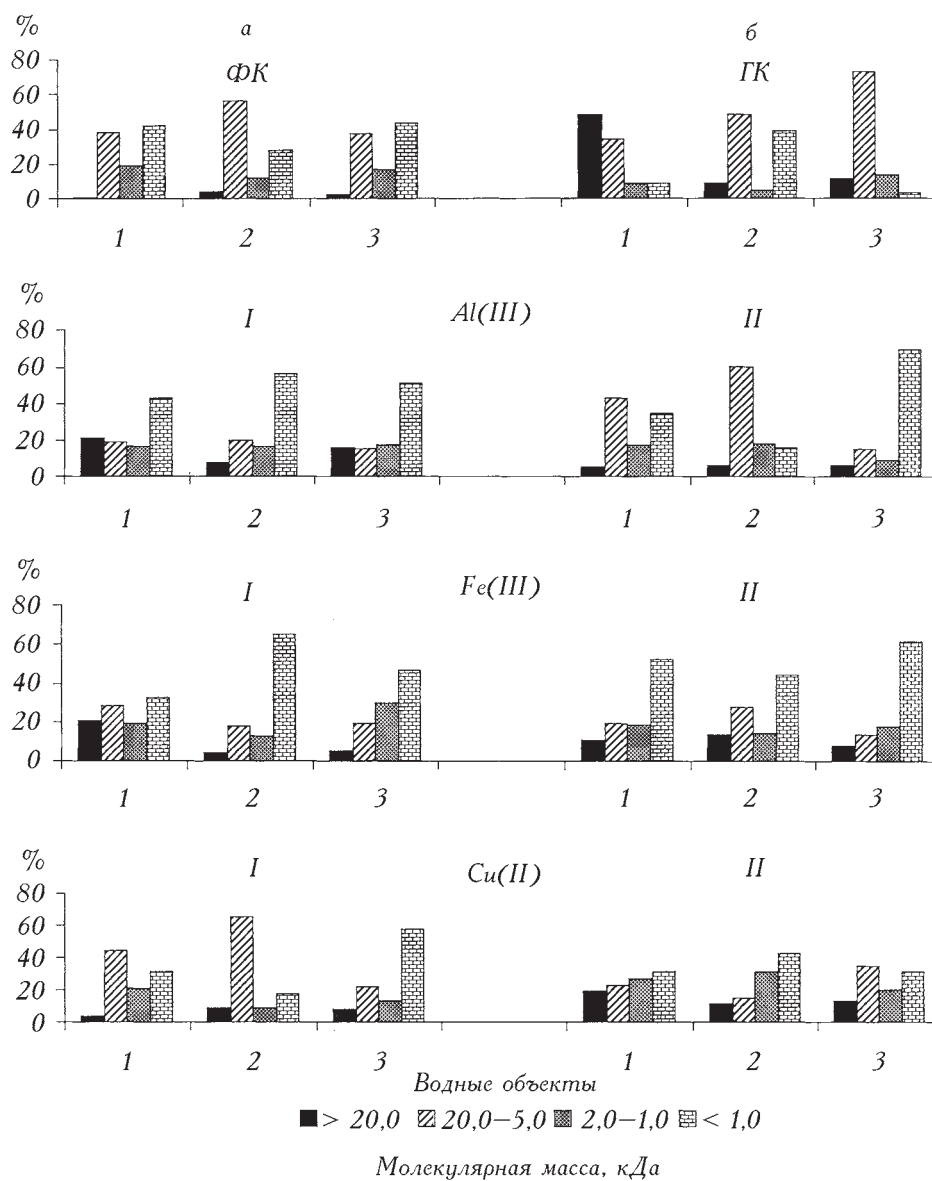 %
а
б
80
ФК
ГК
60
40
20
0
1 2 3 1 2 3
%
I
Al(III)
II
80
60
40
20
0
1 2 3 1 2 3
%
I
Fe(III)
II
80
60
40
20
0
1 2 3 1 2 3
%
I
Cu(II)
II
80
60
40
20
0
1 2 3 1 2 3
Водные объекты
> 20,0 20,0–5,0 2,0–1,0 < 1,0
Молекулярная масса, кДа